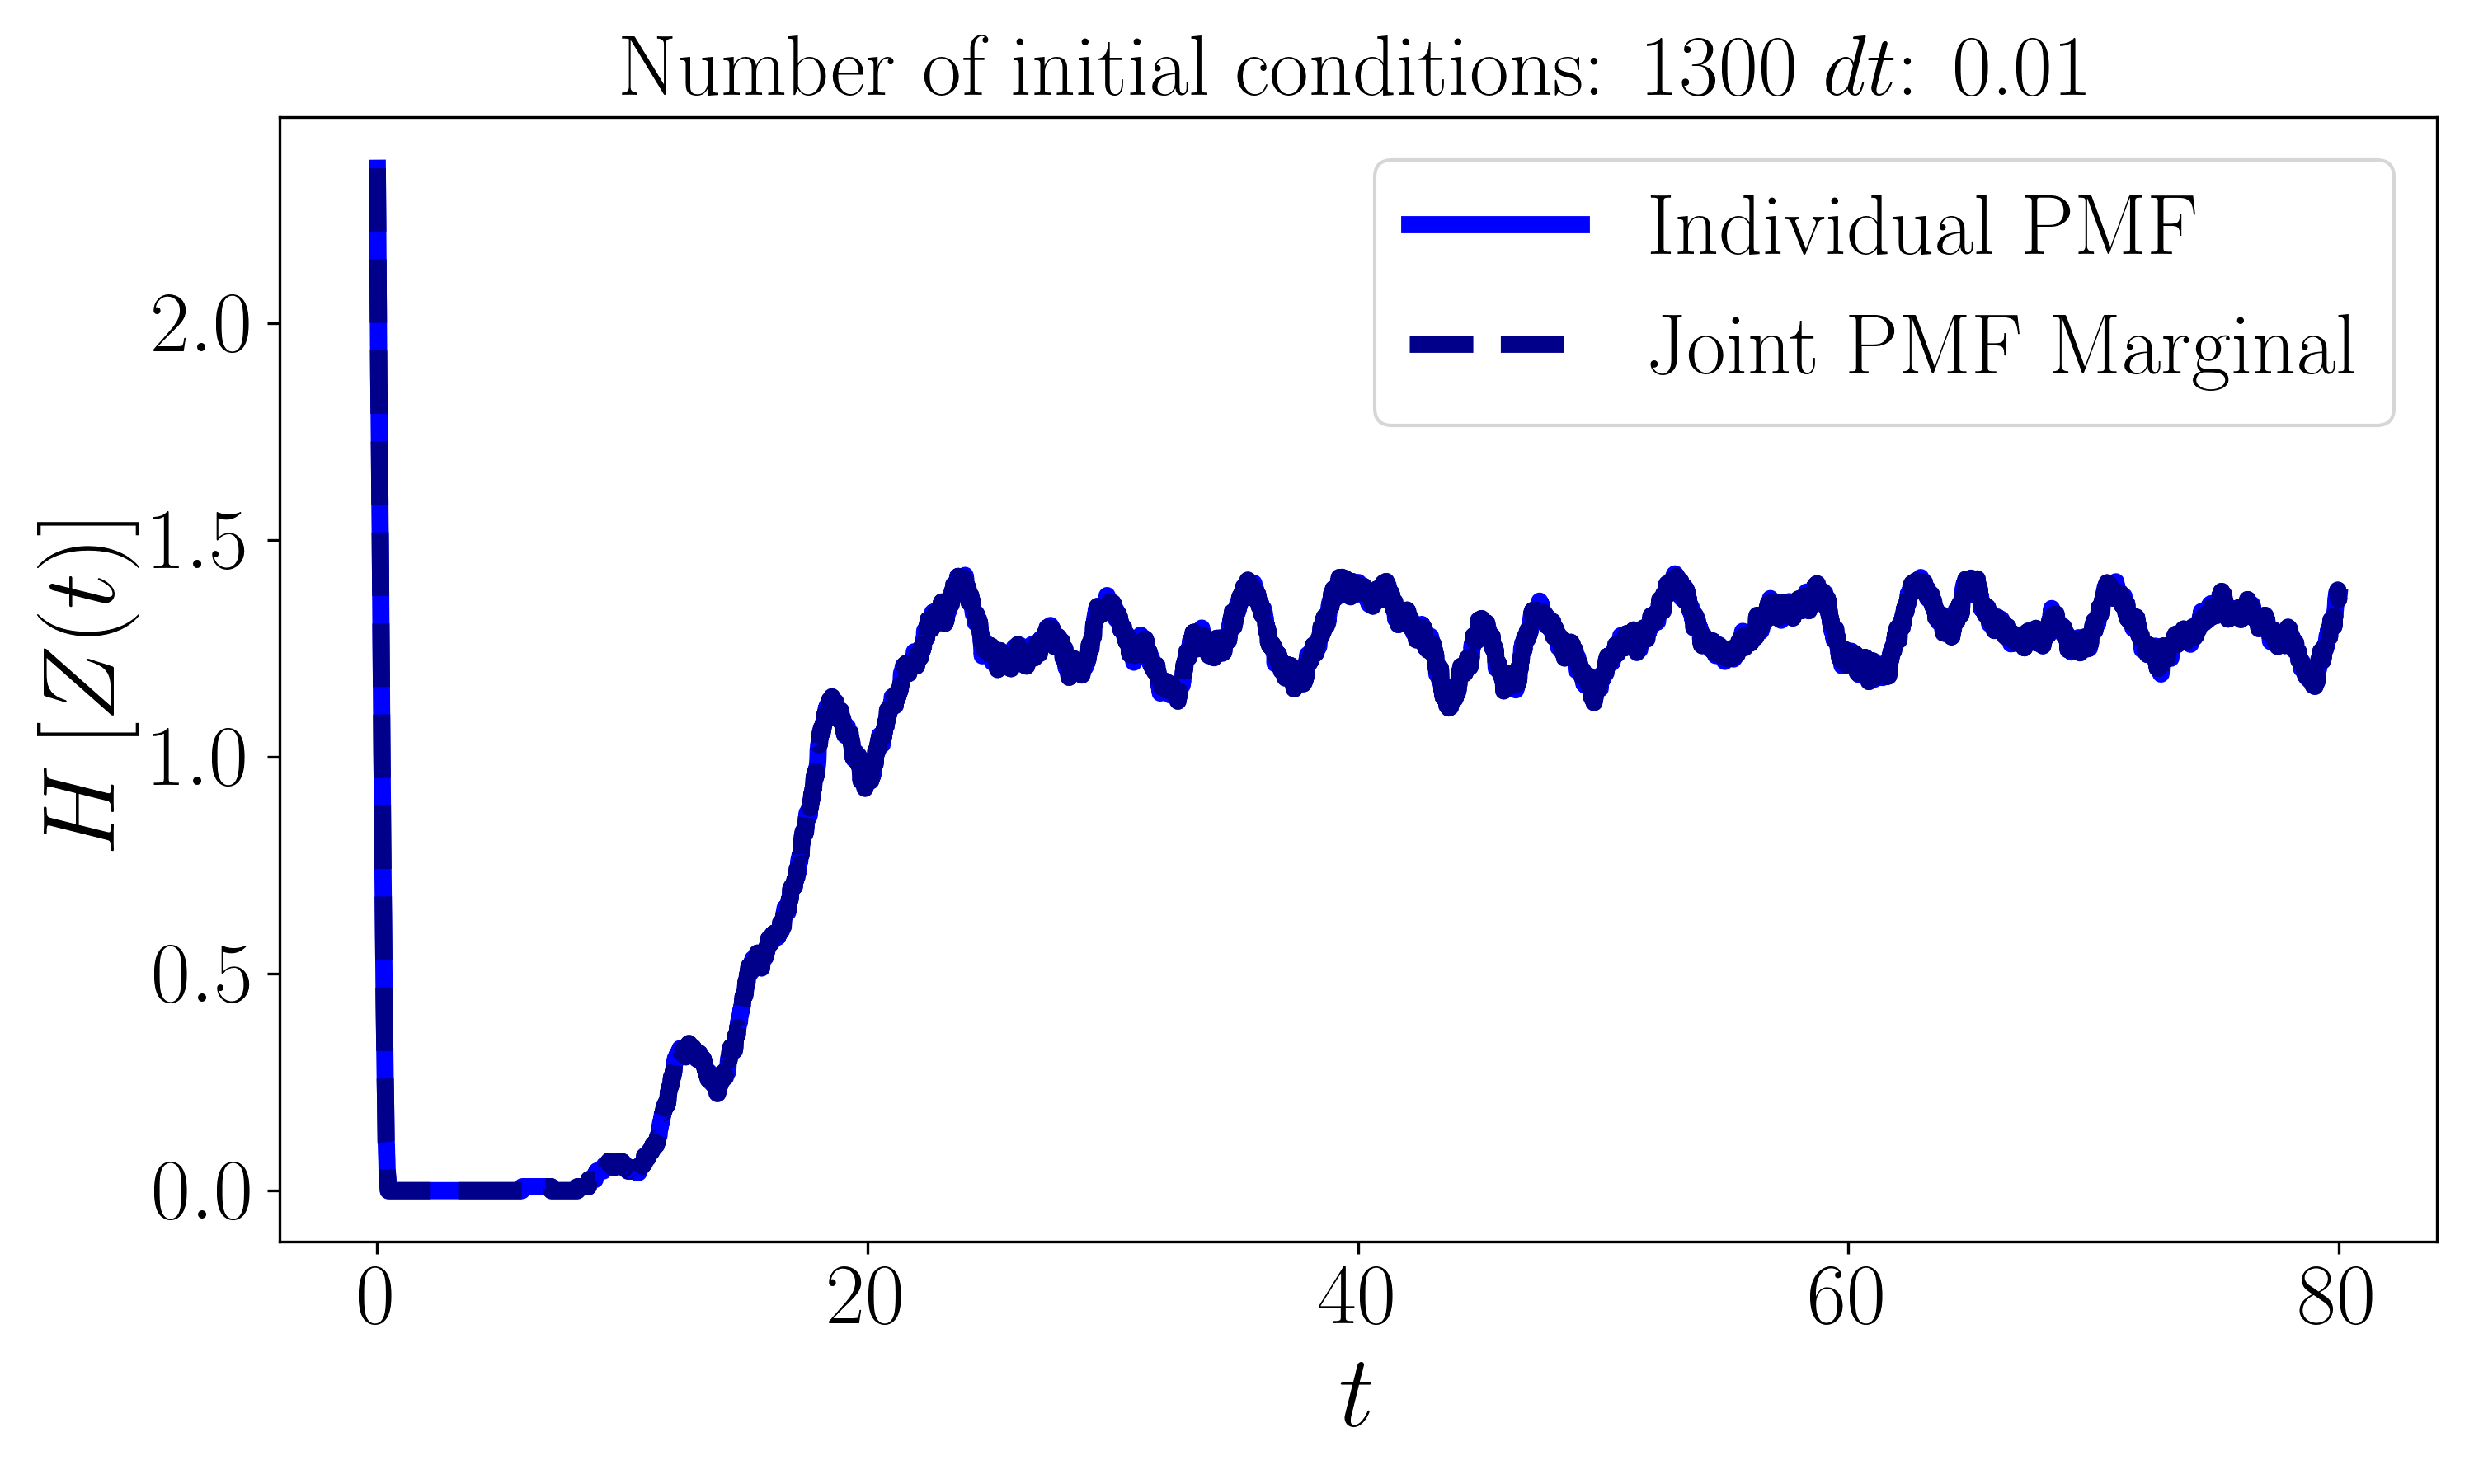 Number of initial conditions: 1300 dt: 0.01
Individual PMF
Joint PMF Marginal
H [Z(t)]
2.0
1.5
1.0
0.5
0.0
0 20 40 60 80
t